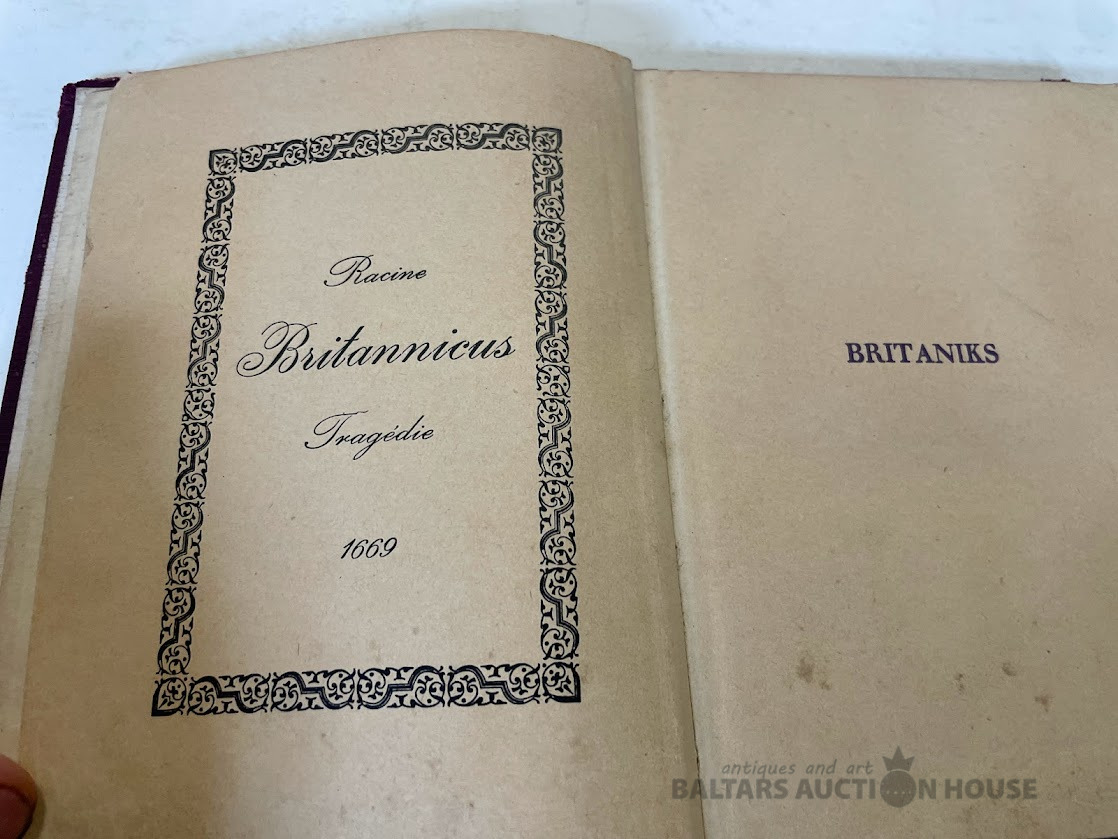 Racine
Britannicus
Tragédie
1669
BRITANIKS
antiques and art
BALTARS AUCTION HOUSE